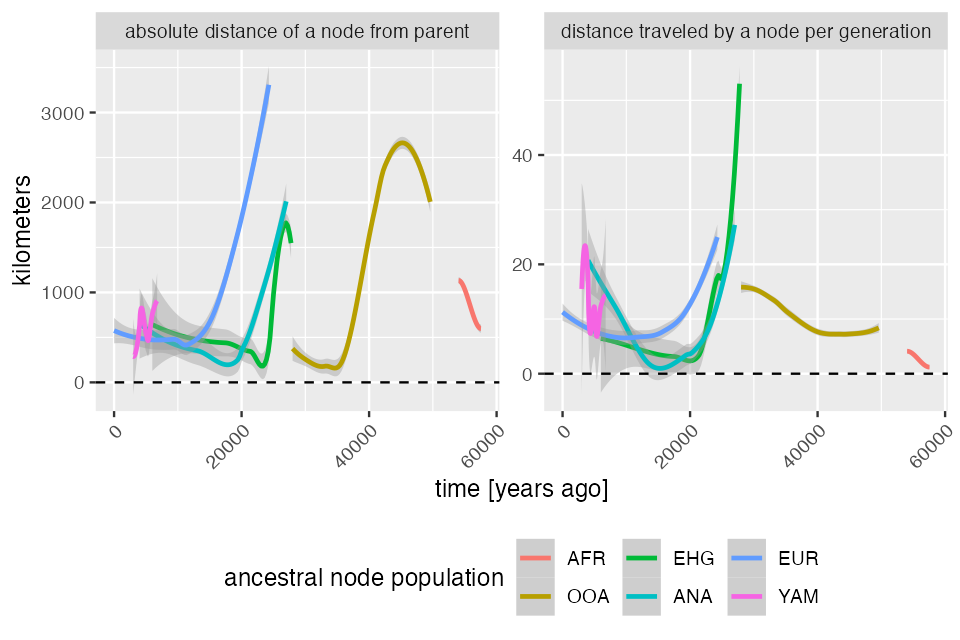 absolute distance of a node from parent
distance traveled by a node per generation
kilometers
3000
2000
1000
0
40
20
0
0
20000
40000
60000
0
20000
40000
60000
time [years ago]
ancestral node population
AFR
EHG
EUR
OOA
ANA
YAM